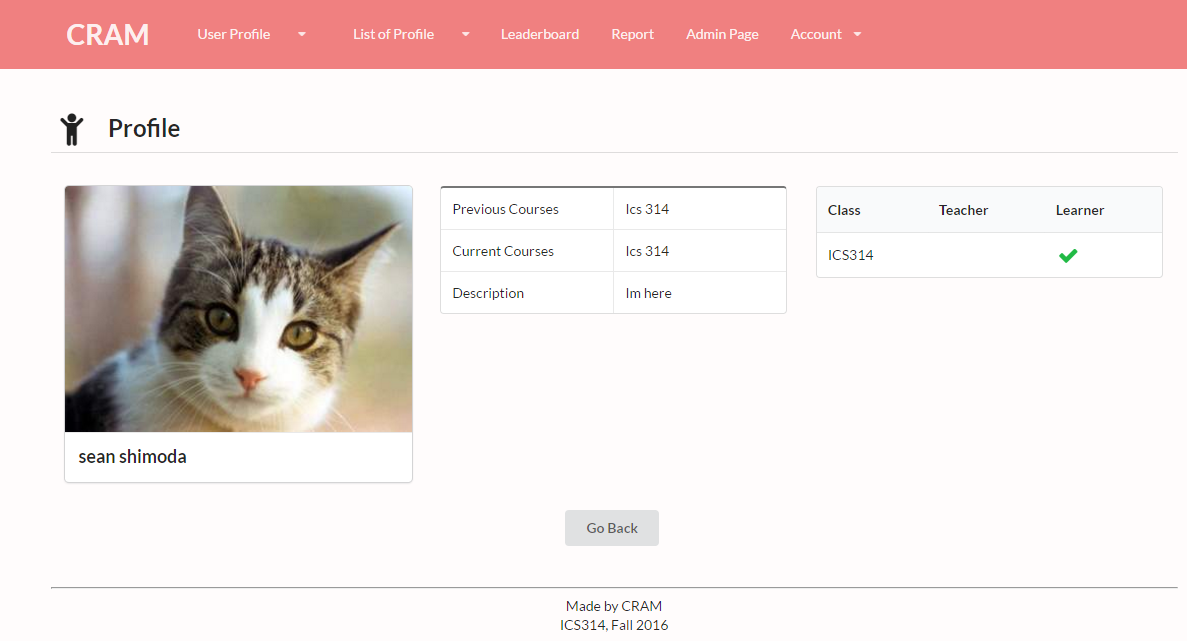 CRAM User Profile List of Profile Leaderboard Report Admin Page Account
Profile
sean shimoda
Previous Courses Ics 314
Current Courses Ics 314
Description Im here
Class Teacher Learner
ICS314
Go Back
Made by CRAM
ICS314, Fall 2016